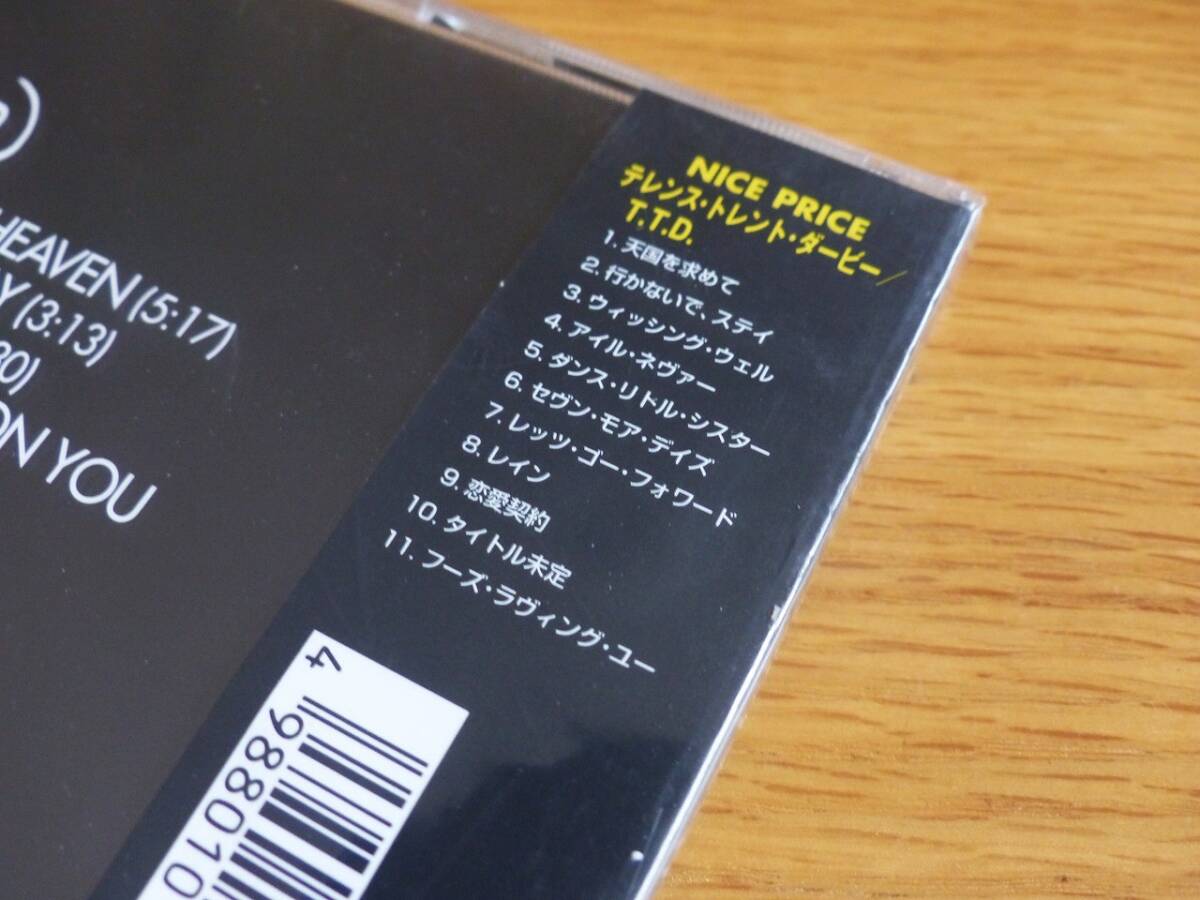 HEAVEN (5:17)
Y (3:13)
30)
ON YOU
NICE PRICE
テレンス・トレント・ダービー／
T.T.D.
1. 天国を求めて
2. 行かないで、ステイ
3. ウィッシング・ウェル
4. アイル・ネヴァー
5. ダンス・リトル・シスター
6. セヴン・モア・デイズ
7. レッツ・ゴー・フォワード
8. レイン
9. 恋愛契約
10. タイトル未定
11. フーズ・ラヴィング・ユー
4 988010